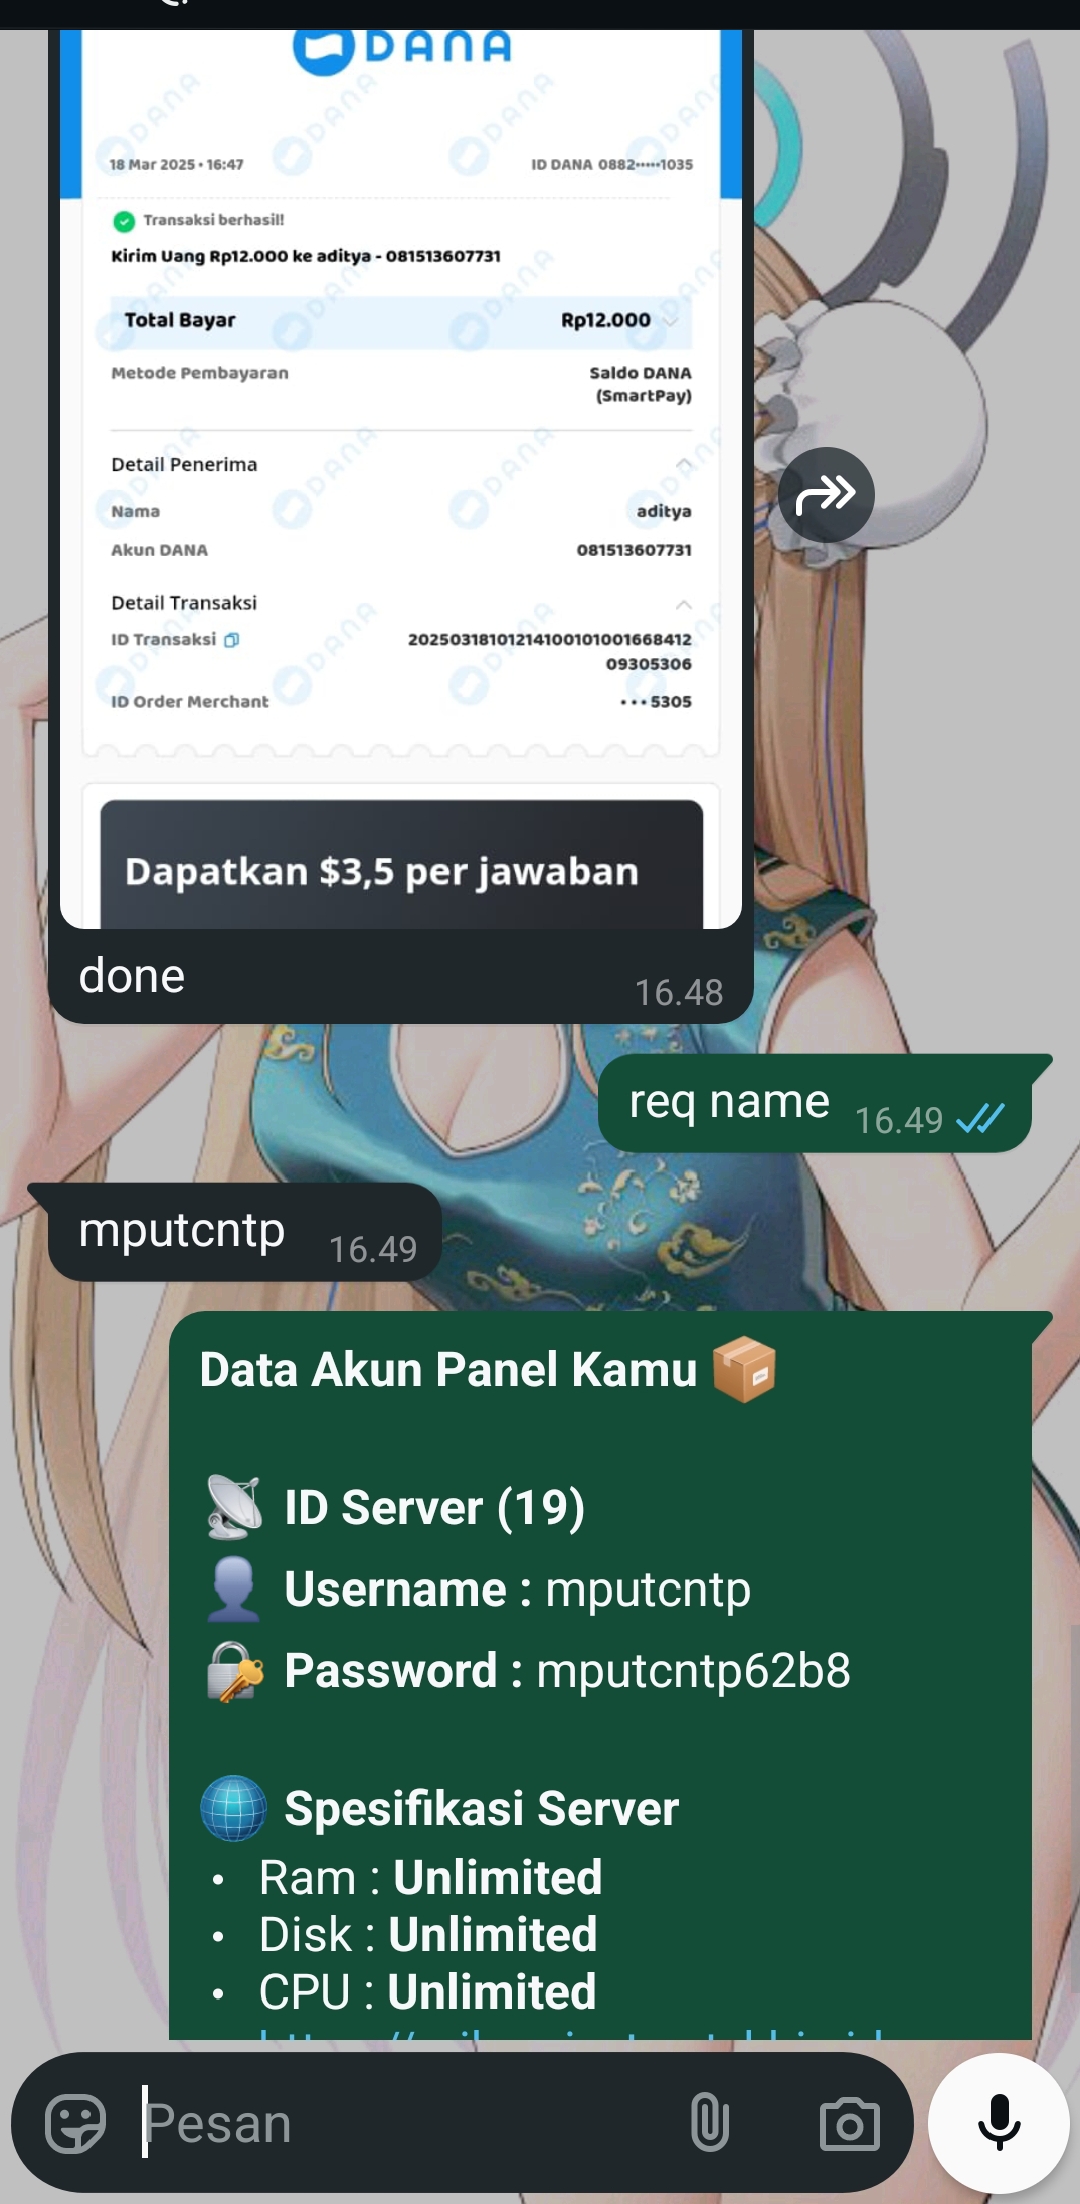 DANA
18 Mar 2025 • 16:47
ID DANA 0882·····1035
Transaksi berhasil!
Kirim Uang Rp12.000 ke aditya - 081513607731
Total Bayar
Rp12.000
Metode Pembayaran
Saldo DANA
(SmartPay)
Detail Penerima
Nama
aditya
Akun DANA
081513607731
Detail Transaksi
ID Transaksi
20250318101214100101001668412
09305306
ID Order Merchant
•••5305
Dapatkan $3,5 per jawaban
done
16.48
req name
16.49
mputcntp
16.49
Data Akun Panel Kamu 📦
📡 ID Server (19)
👤 Username : mputcntp
🔐 Password : mputcntp62b8
🌐 Spesifikasi Server
• Ram : Unlimited
• Disk : Unlimited
• CPU : Unlimited
Pesan